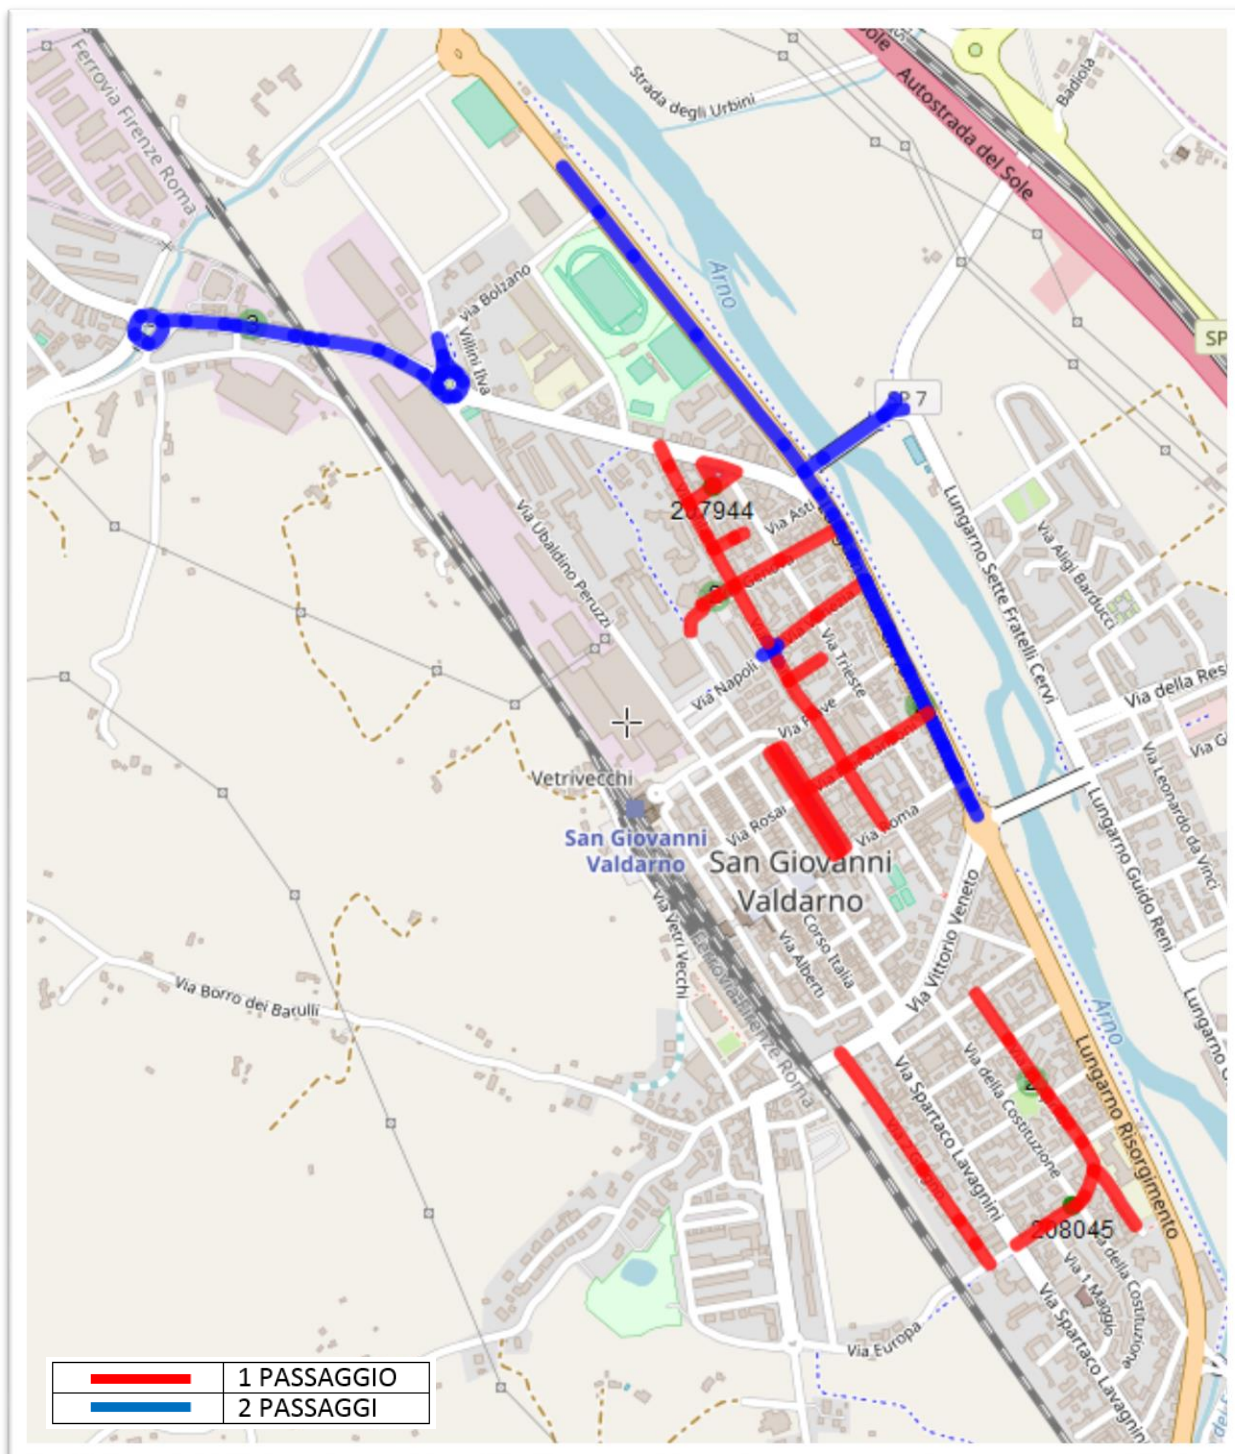 Ferrovia Firenze Roma
Strada degli Urbini
Autostrada del Sole
Badiola
Arno
Via Bolzano
Villini Ilva
SP
SP 7
Lungarno Sette Fratelli Cervi
Via Ubaldino Peruzzi
Via Asti
Via Aligi Barducci
Via Trieste
Via Napoli
Via della Res
Via G
Via Leonardo da Vinci
Vetrivecchi
San Giovanni
Valdarno
Via Rosai
Via Roma
San Giovanni
Valdarno
Lungarno Guido Reni
Via Vetri Vecchi
Ferrovia Firenze Roma
Via Alberti
Corso Italia
Via Vittorio Veneto
Via Borro dei Batulli
Lungarno G
Arno
Lungarno Risorgimento
Via della Costituzione
Via Spartaco Lavagnini
208045
Via 1 Maggio
Via della Costituzione
Via Spartaco Lavagnin
Via Europa
1 PASSAGGIO
2 PASSAGGI